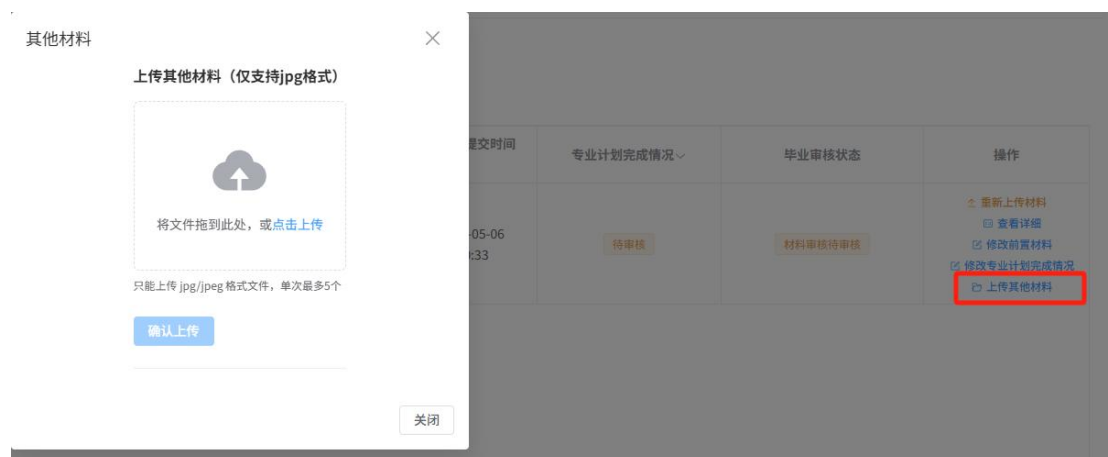 其他材料
上传其他材料（仅支持jpg格式）
将文件拖到此处，或点击上传
只能上传 jpg/jpeg 格式文件，单次最多5个
确认上传
关闭
提交时间
专业计划完成情况
毕业审核状态
操作
-05-06
:33
待审核
材料审核待审核
重新上传材料
查看详细
修改前置材料
修改专业计划完成情况
上传其他材料